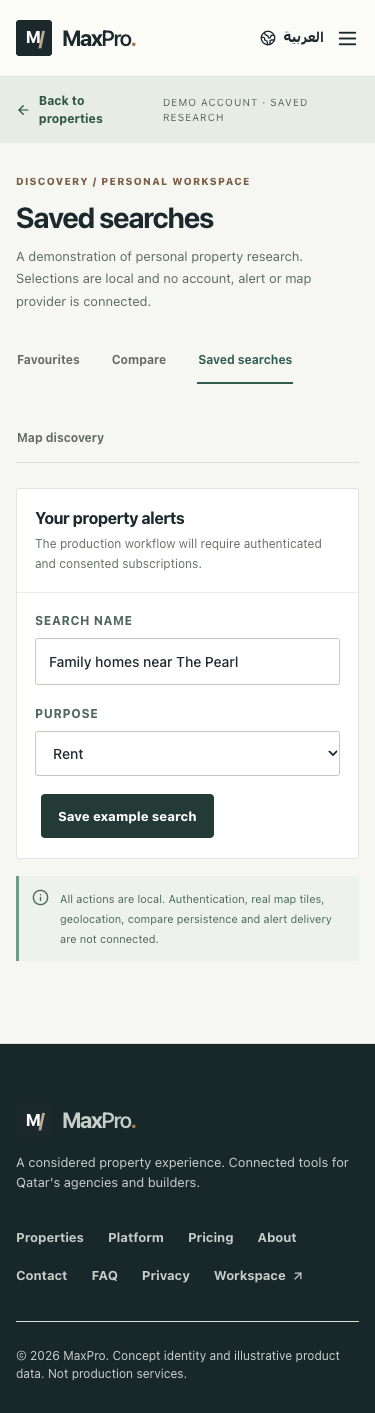 M/ MaxPro.
العربية
Back to
properties
DEMO ACCOUNT · SAVED
RESEARCH
DISCOVERY / PERSONAL WORKSPACE
Saved searches
A demonstration of personal property research.
Selections are local and no account, alert or map
provider is connected.
Favourites Compare Saved searches
Map discovery
Your property alerts
The production workflow will require authenticated
and consented subscriptions.
SEARCH NAME
Family homes near The Pearl
PURPOSE
Rent
Save example search
All actions are local. Authentication, real map tiles,
geolocation, compare persistence and alert delivery
are not connected.
M/ MaxPro.
A considered property experience. Connected tools for
Qatar's agencies and builders.
Properties Platform Pricing About
Contact FAQ Privacy Workspace
© 2026 MaxPro. Concept identity and illustrative product
data. Not production services.